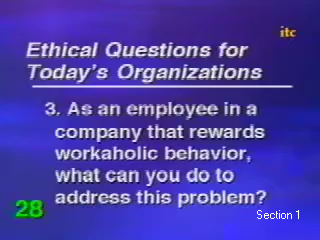 itc
Ethical Questions for
Today's Organizations
3. As an employee in a
company that rewards
workaholic behavior,
what can you do to
address this problem?
28
Section 1